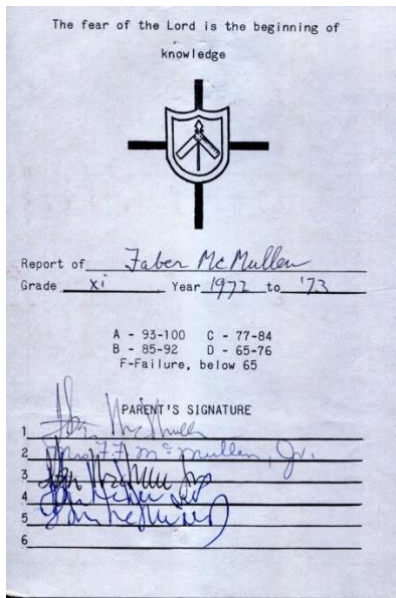 The fear of the Lord is the beginning of
knowledge
Report of Faber McMullen
Grade xi Year 1972 to '73
A - 93-100 C - 77-84
B - 85-92 D - 65-76
F-Failure, below 65
PARENT'S SIGNATURE
1 McMullen
2 Mrs. F. F. McMullen, Jr.
3
4
5
6